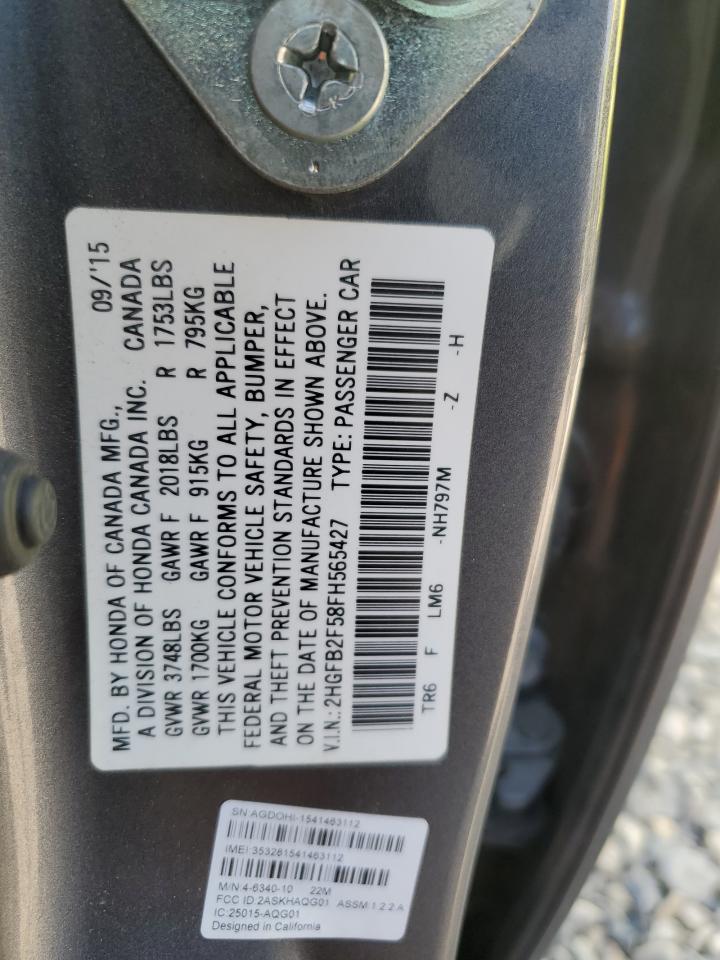 MFD. BY HONDA OF CANADA MFG., 09/'15
A DIVISION OF HONDA CANADA INC. CANADA
GVWR 3748LBS GAWR F 2018LBS R 1753LBS
GVWR 1700KG GAWR F 915KG R 795KG
THIS VEHICLE CONFORMS TO ALL APPLICABLE
FEDERAL MOTOR VEHICLE SAFETY, BUMPER,
AND THEFT PREVENTION STANDARDS IN EFFECT
ON THE DATE OF MANUFACTURE SHOWN ABOVE.
V.I.N.: 2HGFB2F58FH565427 TYPE: PASSENGER CAR
TR6 F LM6 -NH797M -Z -H
SN:AGDOHI-1541463112
IMEI:353261541463112
M/N:4-6340-10 22M
FCC ID:2ASKHAQG01 ASSM:1.2.2.A
IC:25015-AQG01
Designed in California